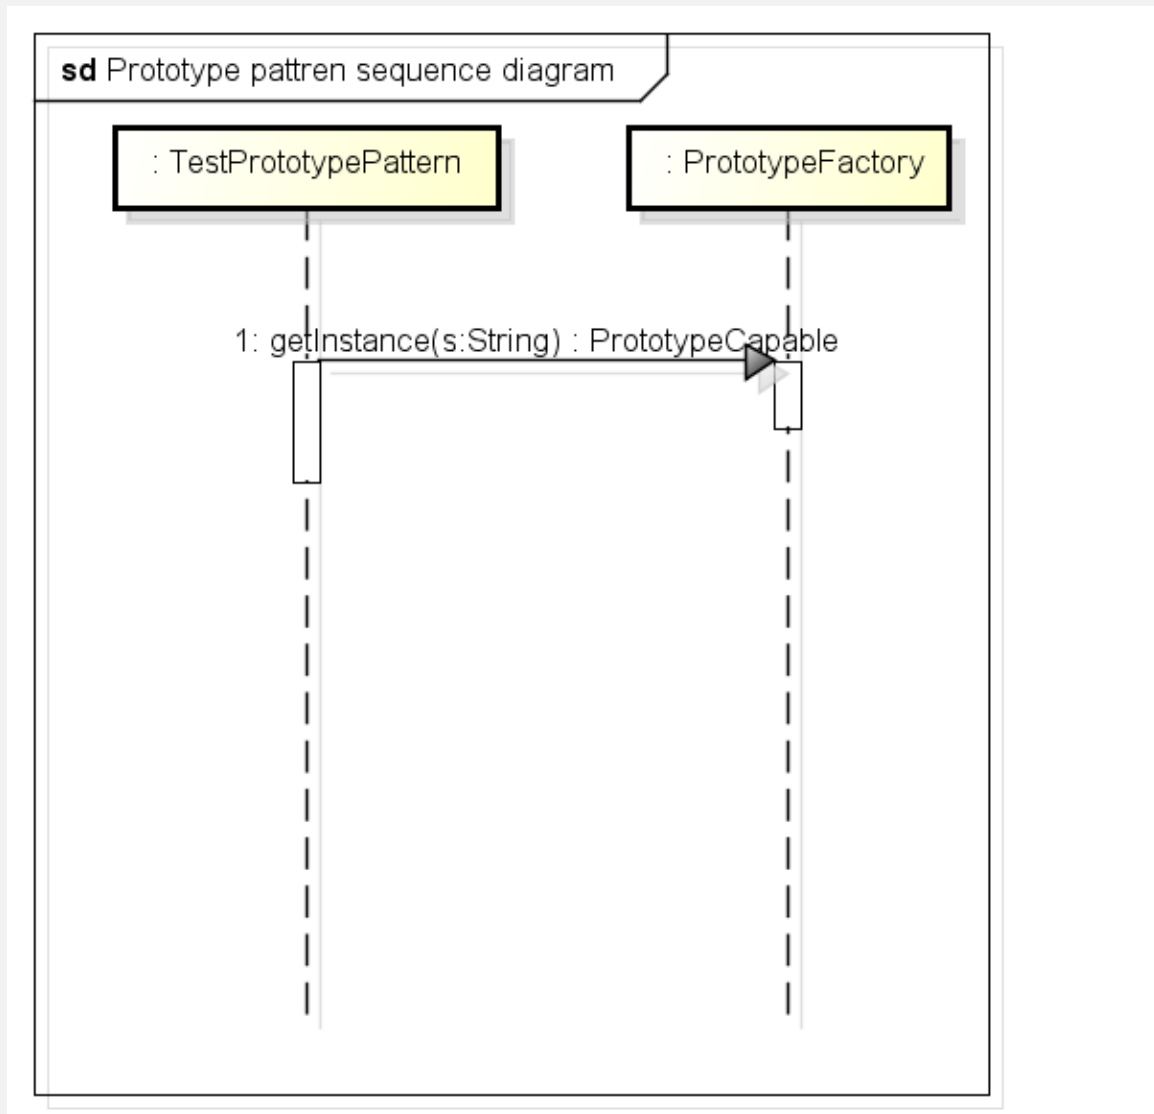 sd Prototype pattren sequence diagram
: TestPrototypePattern
: PrototypeFactory
1: getInstance(s:String) : PrototypeCapable